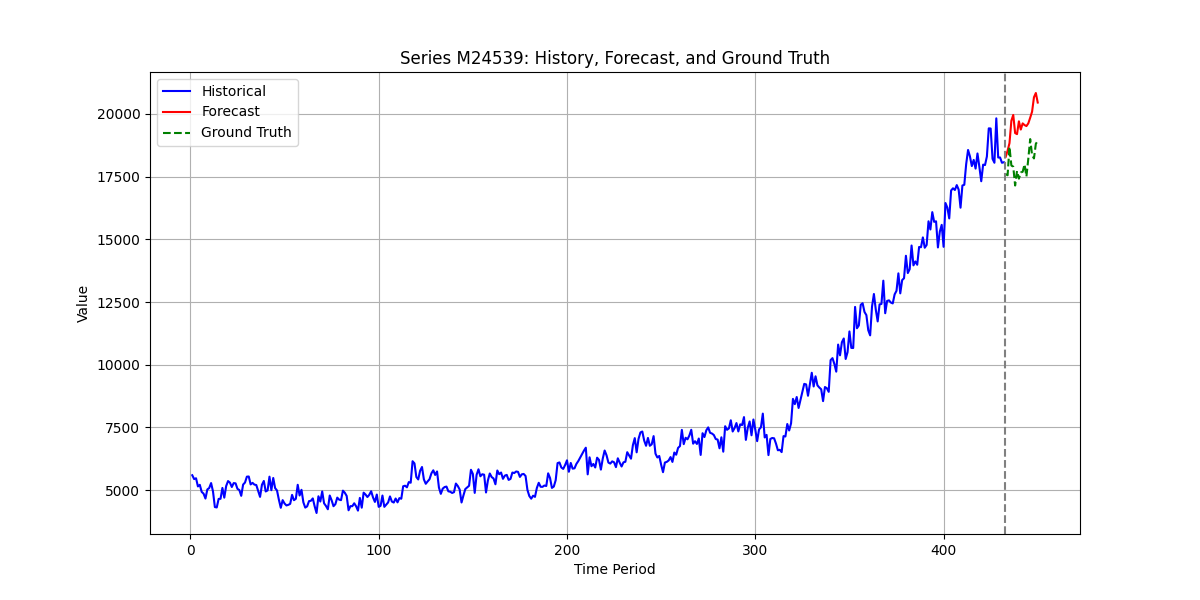 Series M24539: History, Forecast, and Ground Truth
Historical
Forecast
Ground Truth
20000
17500
15000
12500
10000
7500
5000
Value
0
100
200
300
400
Time Period